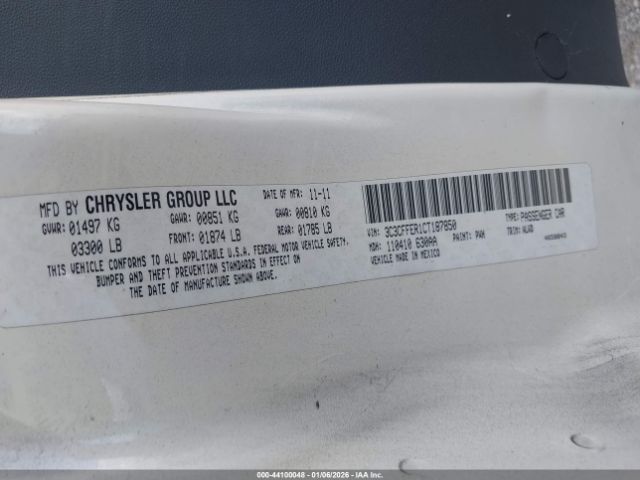 MFD BY CHRYSLER GROUP LLC DATE OF MFR: 11-11
GVWR: 01497 KG GAWR: 00851 KG GAWR: 00810 KG
03300 LB FRONT: 01874 LB REAR: 01785 LB
THIS VEHICLE CONFORMS TO ALL APPLICABLE U.S.A. FEDERAL MOTOR VEHICLE SAFETY,
BUMPER AND THEFT PREVENTION STANDARDS IN EFFECT ON
THE DATE OF MANUFACTURE SHOWN ABOVE.
VIN: 3C3CFFER1CT187850 TYPE: PASSENGER CAR
MDH: 110410 630AA PAINT: PAM TRIM: ALAD
VEHICLE MADE IN MEXICO
000-44100048 - 01/06/2026 - IAA Inc.